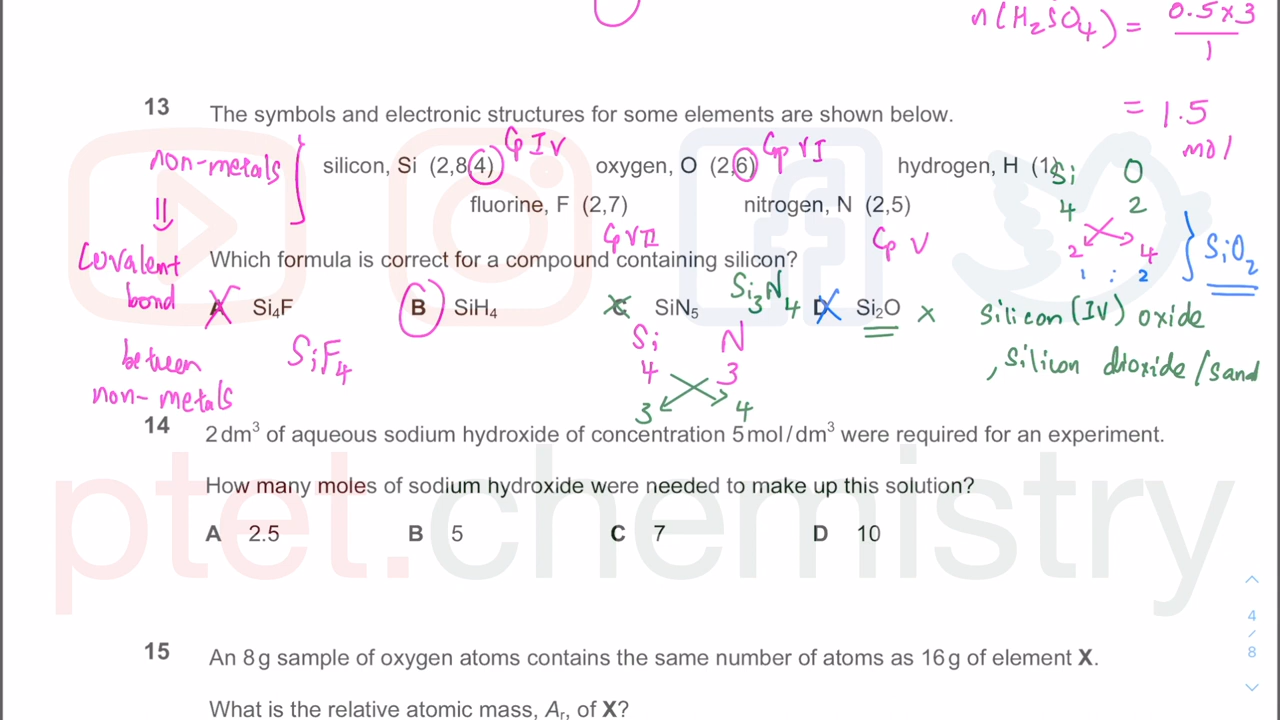 n(H₂SO₄) = 0.5×3
1
= 1.5
mol
13 The symbols and electronic structures for some elements are shown below.
non-metals
silicon, Si (2,8,4) Gp IV oxygen, O (2,6) Gp VI hydrogen, H (1)
fluorine, F (2,7) nitrogen, N (2,5)
Gp VII Gp V
Si O
4 2
2 4
1 : 2
SiO₂
Covalent
bond
between
non-metals
Which formula is correct for a compound containing silicon?
A Si₄F B SiH₄ C SiN₅ D Si₂O ×
SiF₄
Si₃N₄
Si N
4 3
3 4
Silicon (IV) oxide
, Silicon dioxide / sand
14 2 dm³ of aqueous sodium hydroxide of concentration 5 mol/dm³ were required for an experiment.
How many moles of sodium hydroxide were needed to make up this solution?
A 2.5 B 5 C 7 D 10
ptet.chemistry
15 An 8 g sample of oxygen atoms contains the same number of atoms as 16 g of element X.
What is the relative atomic mass, Aᵣ, of X?
4
/
8